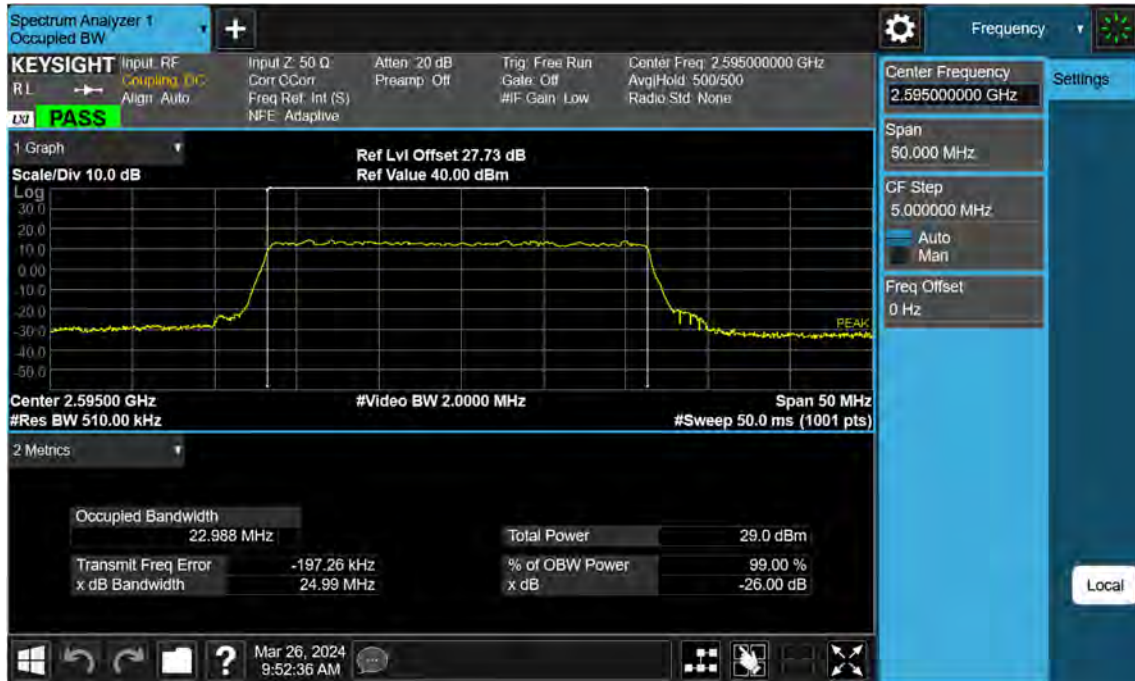 Spectrum Analyzer 1
Occupied BW
Frequency
KEYSIGHT
RL
LXI
PASS
Input: RF
Coupling: DC
Align: Auto
Input Z: 50 Ω
Corr CCorr
Freq Ref: Int (S)
NFE: Adaptive
Atten: 20 dB
Preamp: Off
Trig: Free Run
Gate: Off
#IF Gain: Low
Center Freq: 2.595000000 GHz
Avg|Hold: 500/500
Radio Std: None
Center Frequency
2.595000000 GHz
Settings
Span
50.000 MHz
CF Step
5.000000 MHz
Auto
Man
Freq Offset
0 Hz
1 Graph
Scale/Div 10.0 dB
Ref Lvl Offset 27.73 dB
Ref Value 40.00 dBm
Log
30.0
20.0
10.0
0.00
-10.0
-20.0
-30.0
-40.0
-50.0
PEAK
Center 2.59500 GHz
#Video BW 2.0000 MHz
Span 50 MHz
#Res BW 510.00 kHz
#Sweep 50.0 ms (1001 pts)
2 Metrics
Occupied Bandwidth
22.988 MHz
Total Power 29.0 dBm
Transmit Freq Error -197.26 kHz
% of OBW Power 99.00 %
x dB Bandwidth 24.99 MHz
x dB -26.00 dB
Local
Mar 26, 2024
9:52:36 AM